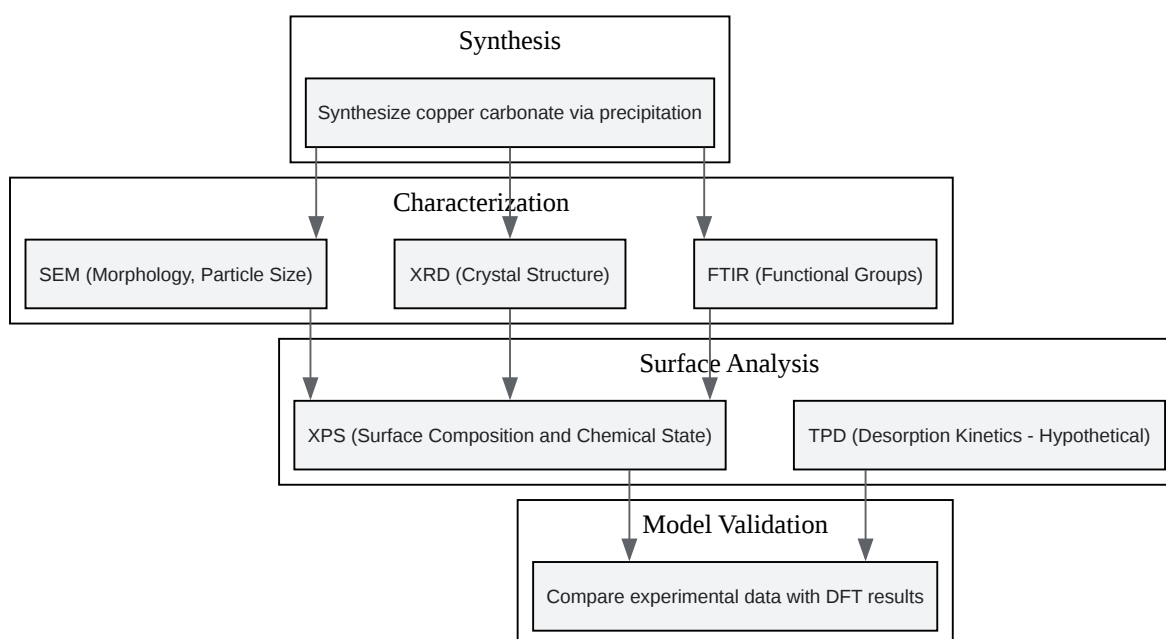 Synthesis
Synthesize copper carbonate via precipitation
Characterization
SEM (Morphology, Particle Size)
XRD (Crystal Structure)
FTIR (Functional Groups)
Surface Analysis
XPS (Surface Composition and Chemical State)
TPD (Desorption Kinetics - Hypothetical)
Model Validation
Compare experimental data with DFT results